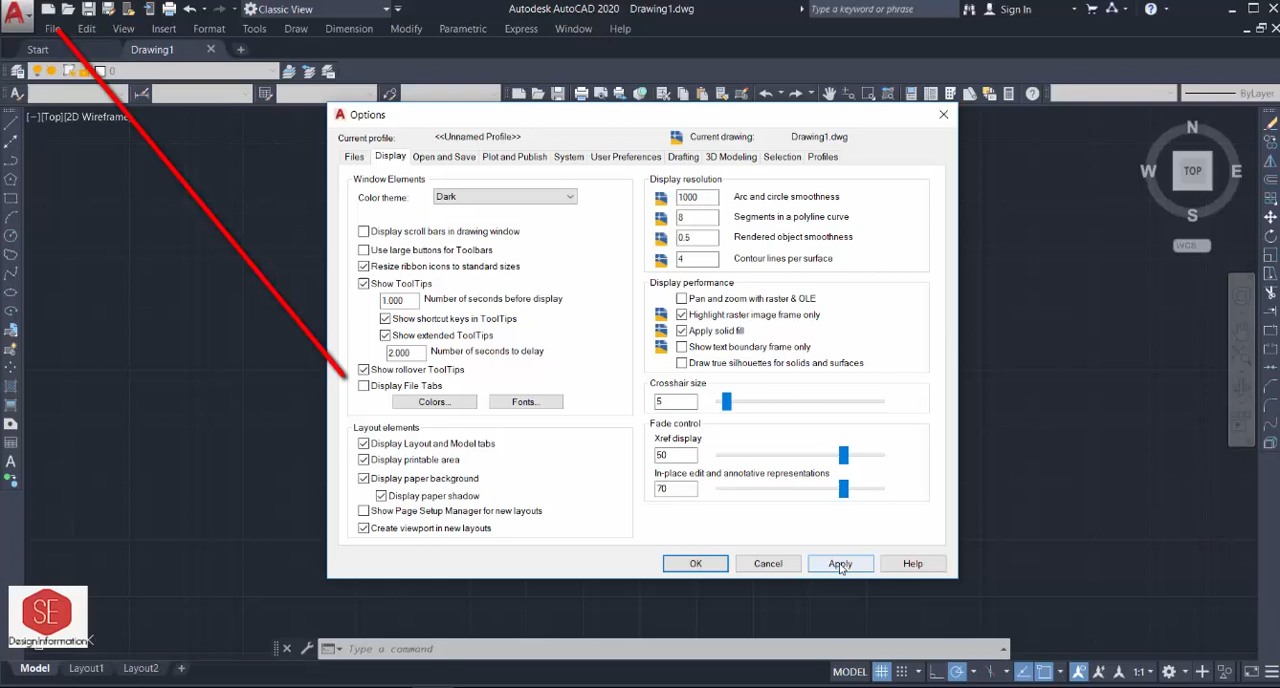 Classic View
Autodesk AutoCAD 2020 Drawing1.dwg
Type a keyword or phrase
Sign In
File Edit View Insert Format Tools Draw Dimension Modify Parametric Express Window Help
Start Drawing1
0
ByLayer
[−][Top][2D Wireframe
N
W TOP E
S
WCS
Options
Current profile: <<Unnamed Profile>> Current drawing: Drawing1.dwg
Files Display Open and Save Plot and Publish System User Preferences Drafting 3D Modeling Selection Profiles
Window Elements
Color theme: Dark
Display scroll bars in drawing window
Use large buttons for Toolbars
Resize ribbon icons to standard sizes
Show ToolTips
1.000 Number of seconds before display
Show shortcut keys in ToolTips
Show extended ToolTips
2.000 Number of seconds to delay
Show rollover ToolTips
Display File Tabs
Colors... Fonts...
Layout elements
Display Layout and Model tabs
Display printable area
Display paper background
Display paper shadow
Show Page Setup Manager for new layouts
Create viewport in new layouts
Display resolution
1000 Arc and circle smoothness
8 Segments in a polyline curve
0.5 Rendered object smoothness
4 Contour lines per surface
Display performance
Pan and zoom with raster & OLE
Highlight raster image frame only
Apply solid fill
Show text boundary frame only
Draw true silhouettes for solids and surfaces
Crosshair size
5
Fade control
Xref display
50
In-place edit and annotative representations
70
OK Cancel Apply Help
SE
DesignInformation
X
Type a command
Model Layout1 Layout2 +
MODEL 1:1